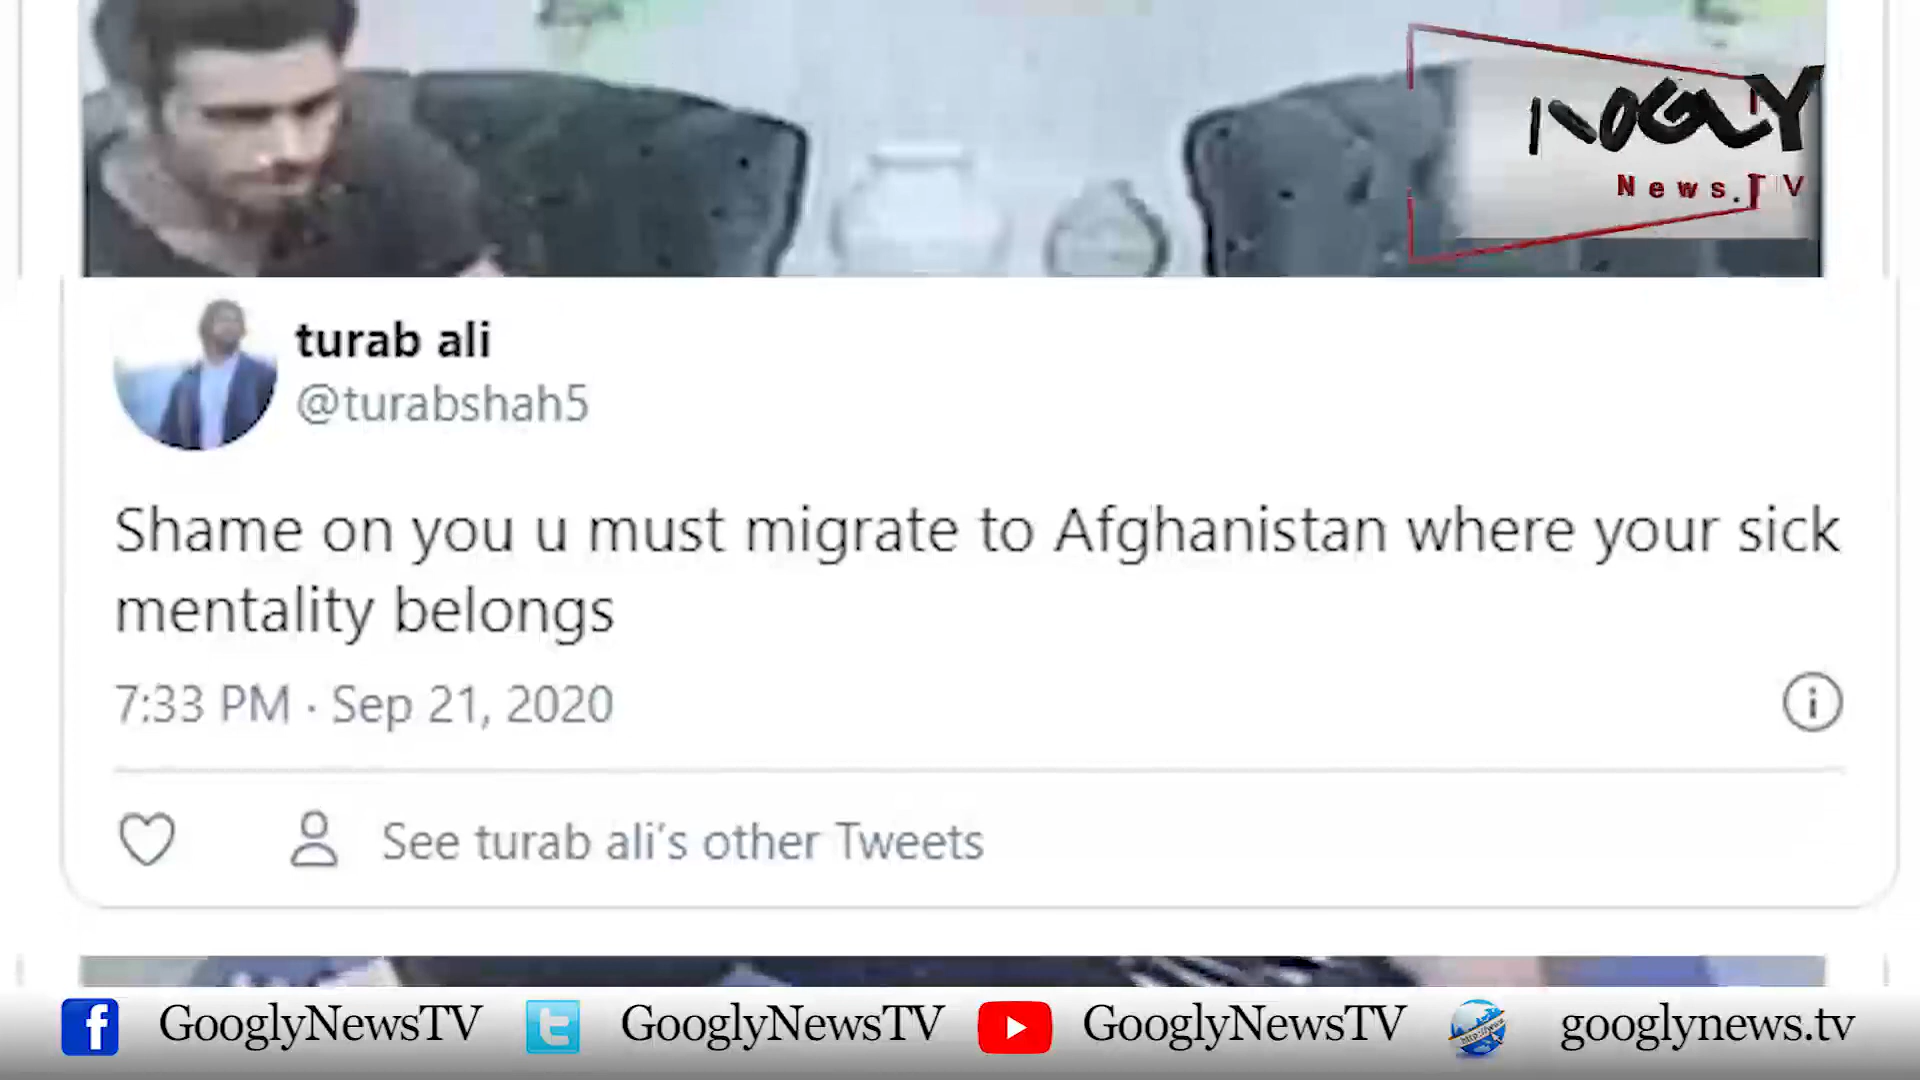 News.TV
turab ali
@turabshah5
Shame on you u must migrate to Afghanistan where your sick
mentality belongs
7:33 PM · Sep 21, 2020
See turab ali's other Tweets
GooglyNewsTV GooglyNewsTV GooglyNewsTV googlynews.tv